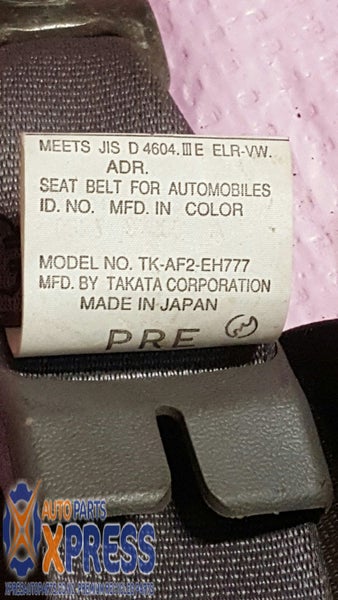 MEETS JIS D 4604.ⅢE ELR-VW.
ADR.
SEAT BELT FOR AUTOMOBILES
ID. NO. MFD. IN COLOR
MODEL NO. TK-AF2-EH777
MFD. BY TAKATA CORPORATION
MADE IN JAPAN
PRE
AUTO PARTS
XPRESS